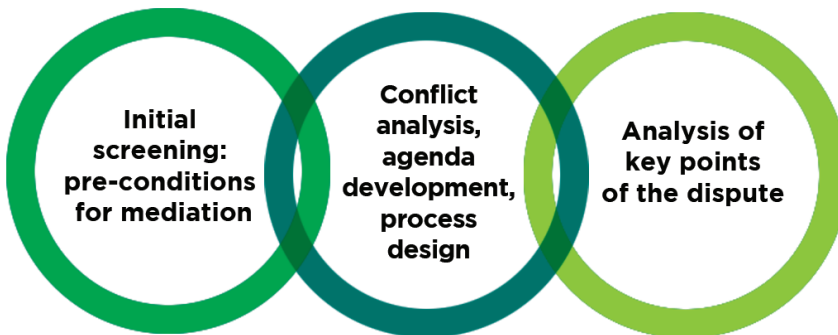 Initial
screening:
pre-conditions
for mediation
Conflict
analysis,
agenda
development,
process
design
Analysis of
key points
of the dispute